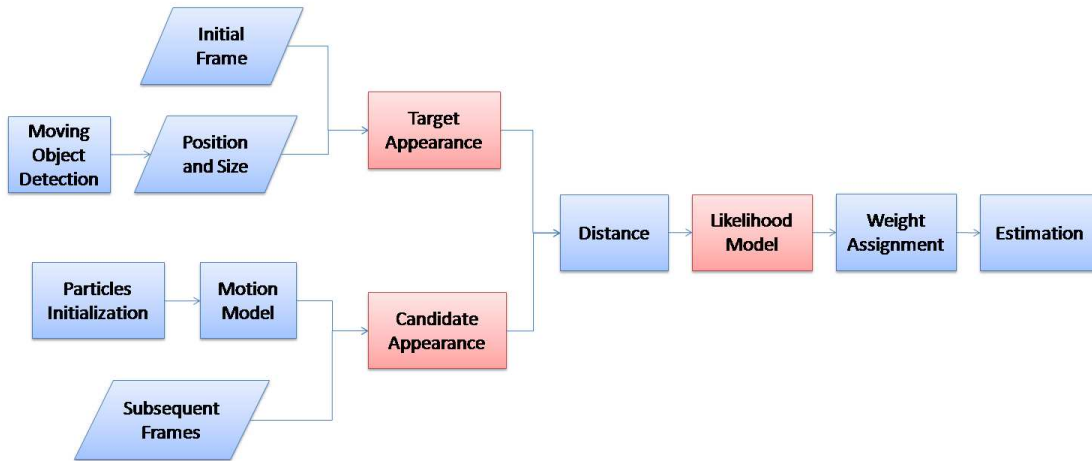 Initial
Frame
Moving
Object
Detection
Position
and Size
Target
Appearance
Distance
Likelihood
Model
Weight
Assignment
Estimation
Particles
Initialization
Motion
Model
Candidate
Appearance
Subsequent
Frames